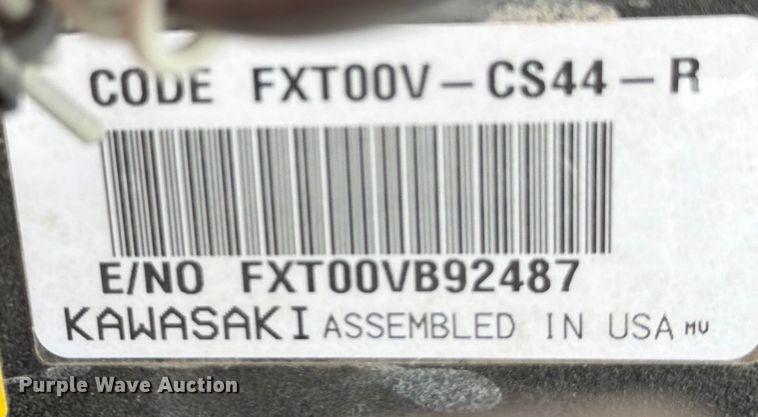 CODE FXT00V-CS44-R
E/NO FXT00VB92487
KAWASAKI ASSEMBLED IN USA MV
Purple Wave Auction